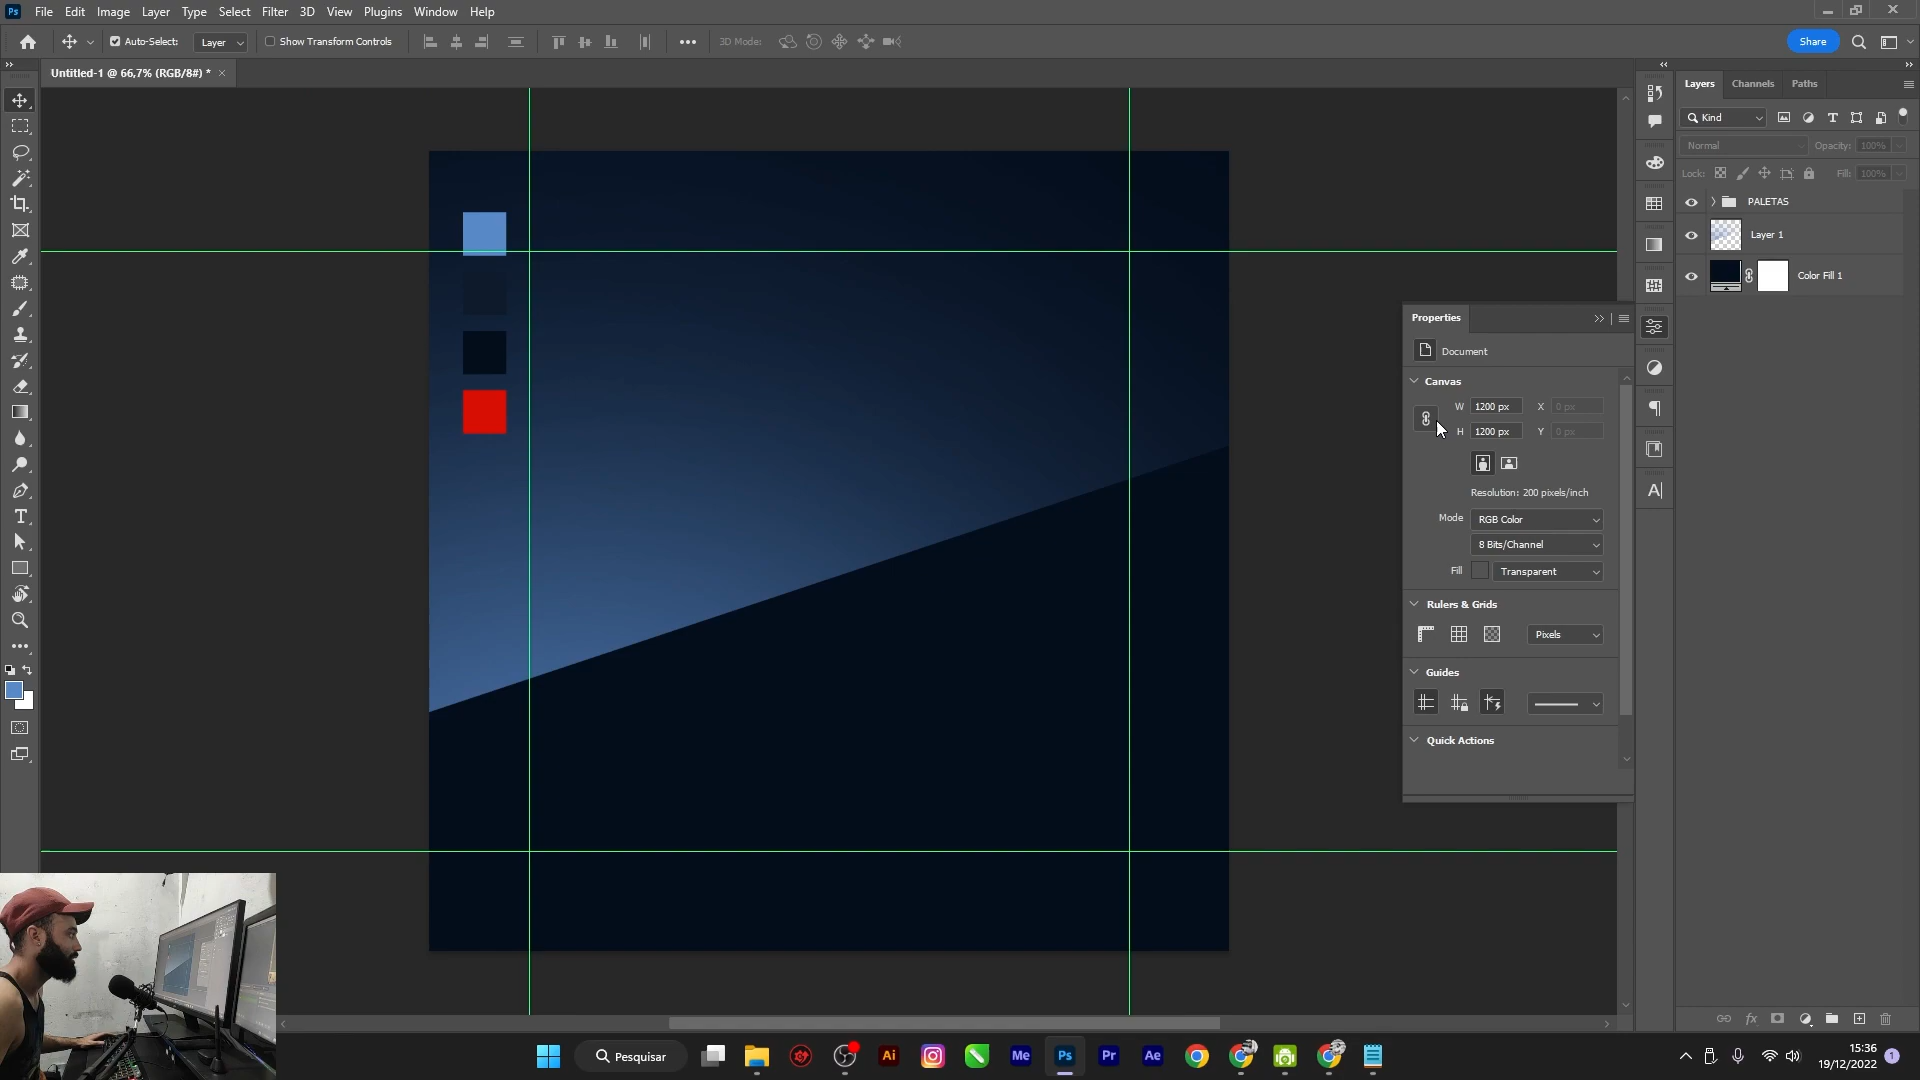 Ps File Edit Image Layer Type Select Filter 3D View Plugins Window Help
Auto-Select: Layer Show Transform Controls 3D Mode: Share
Untitled-1 @ 66,7% (RGB/8#) *
Layers Channels Paths
Kind
Normal Opacity: 100%
Lock: Fill: 100%
PALETAS
Layer 1
Color Fill 1
Properties
Document
Canvas
W 1200 px X 0 px
H 1200 px Y 0 px
Resolution: 200 pixels/inch
Mode RGB Color
8 Bits/Channel
Fill Transparent
Rulers & Grids
Pixels
Guides
Quick Actions
Pesquisar Ai Me Ps Pr Ae
15:36
19/12/2022 1